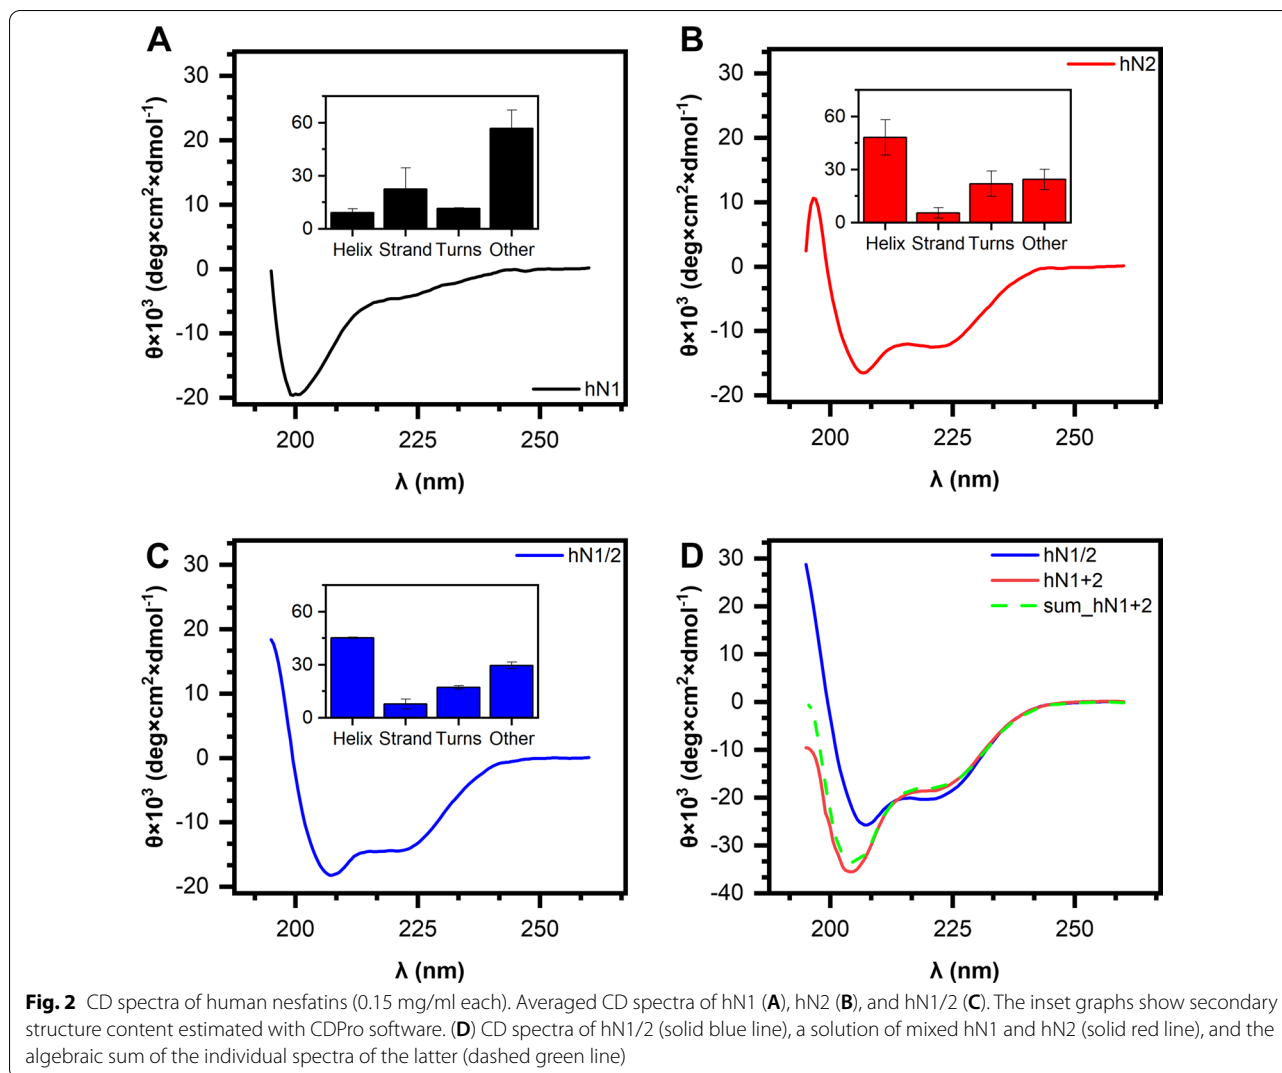 A
hN1
30
20
10
0
-10
-20
200
225
250
θ×10³ (deg×cm²×dmol⁻¹)
λ (nm)
60
30
0
Helix Strand Turns Other
B
hN2
30
20
10
0
-10
-20
200
225
250
θ×10³ (deg×cm²×dmol⁻¹)
λ (nm)
60
30
0
Helix Strand Turns Other
C
hN1/2
30
20
10
0
-10
-20
200
225
250
θ×10³ (deg×cm²×dmol⁻¹)
λ (nm)
60
30
0
Helix Strand Turns Other
D
hN1/2
hN1+2
sum_hN1+2
30
20
10
0
-10
-20
-30
-40
200
225
250
θ×10³ (deg×cm²×dmol⁻¹)
λ (nm)
Fig. 2 CD spectra of human nesfatins (0.15 mg/ml each). Averaged CD spectra of hN1 (A), hN2 (B), and hN1/2 (C). The inset graphs show secondary
structure content estimated with CDPro software. (D) CD spectra of hN1/2 (solid blue line), a solution of mixed hN1 and hN2 (solid red line), and the
algebraic sum of the individual spectra of the latter (dashed green line)